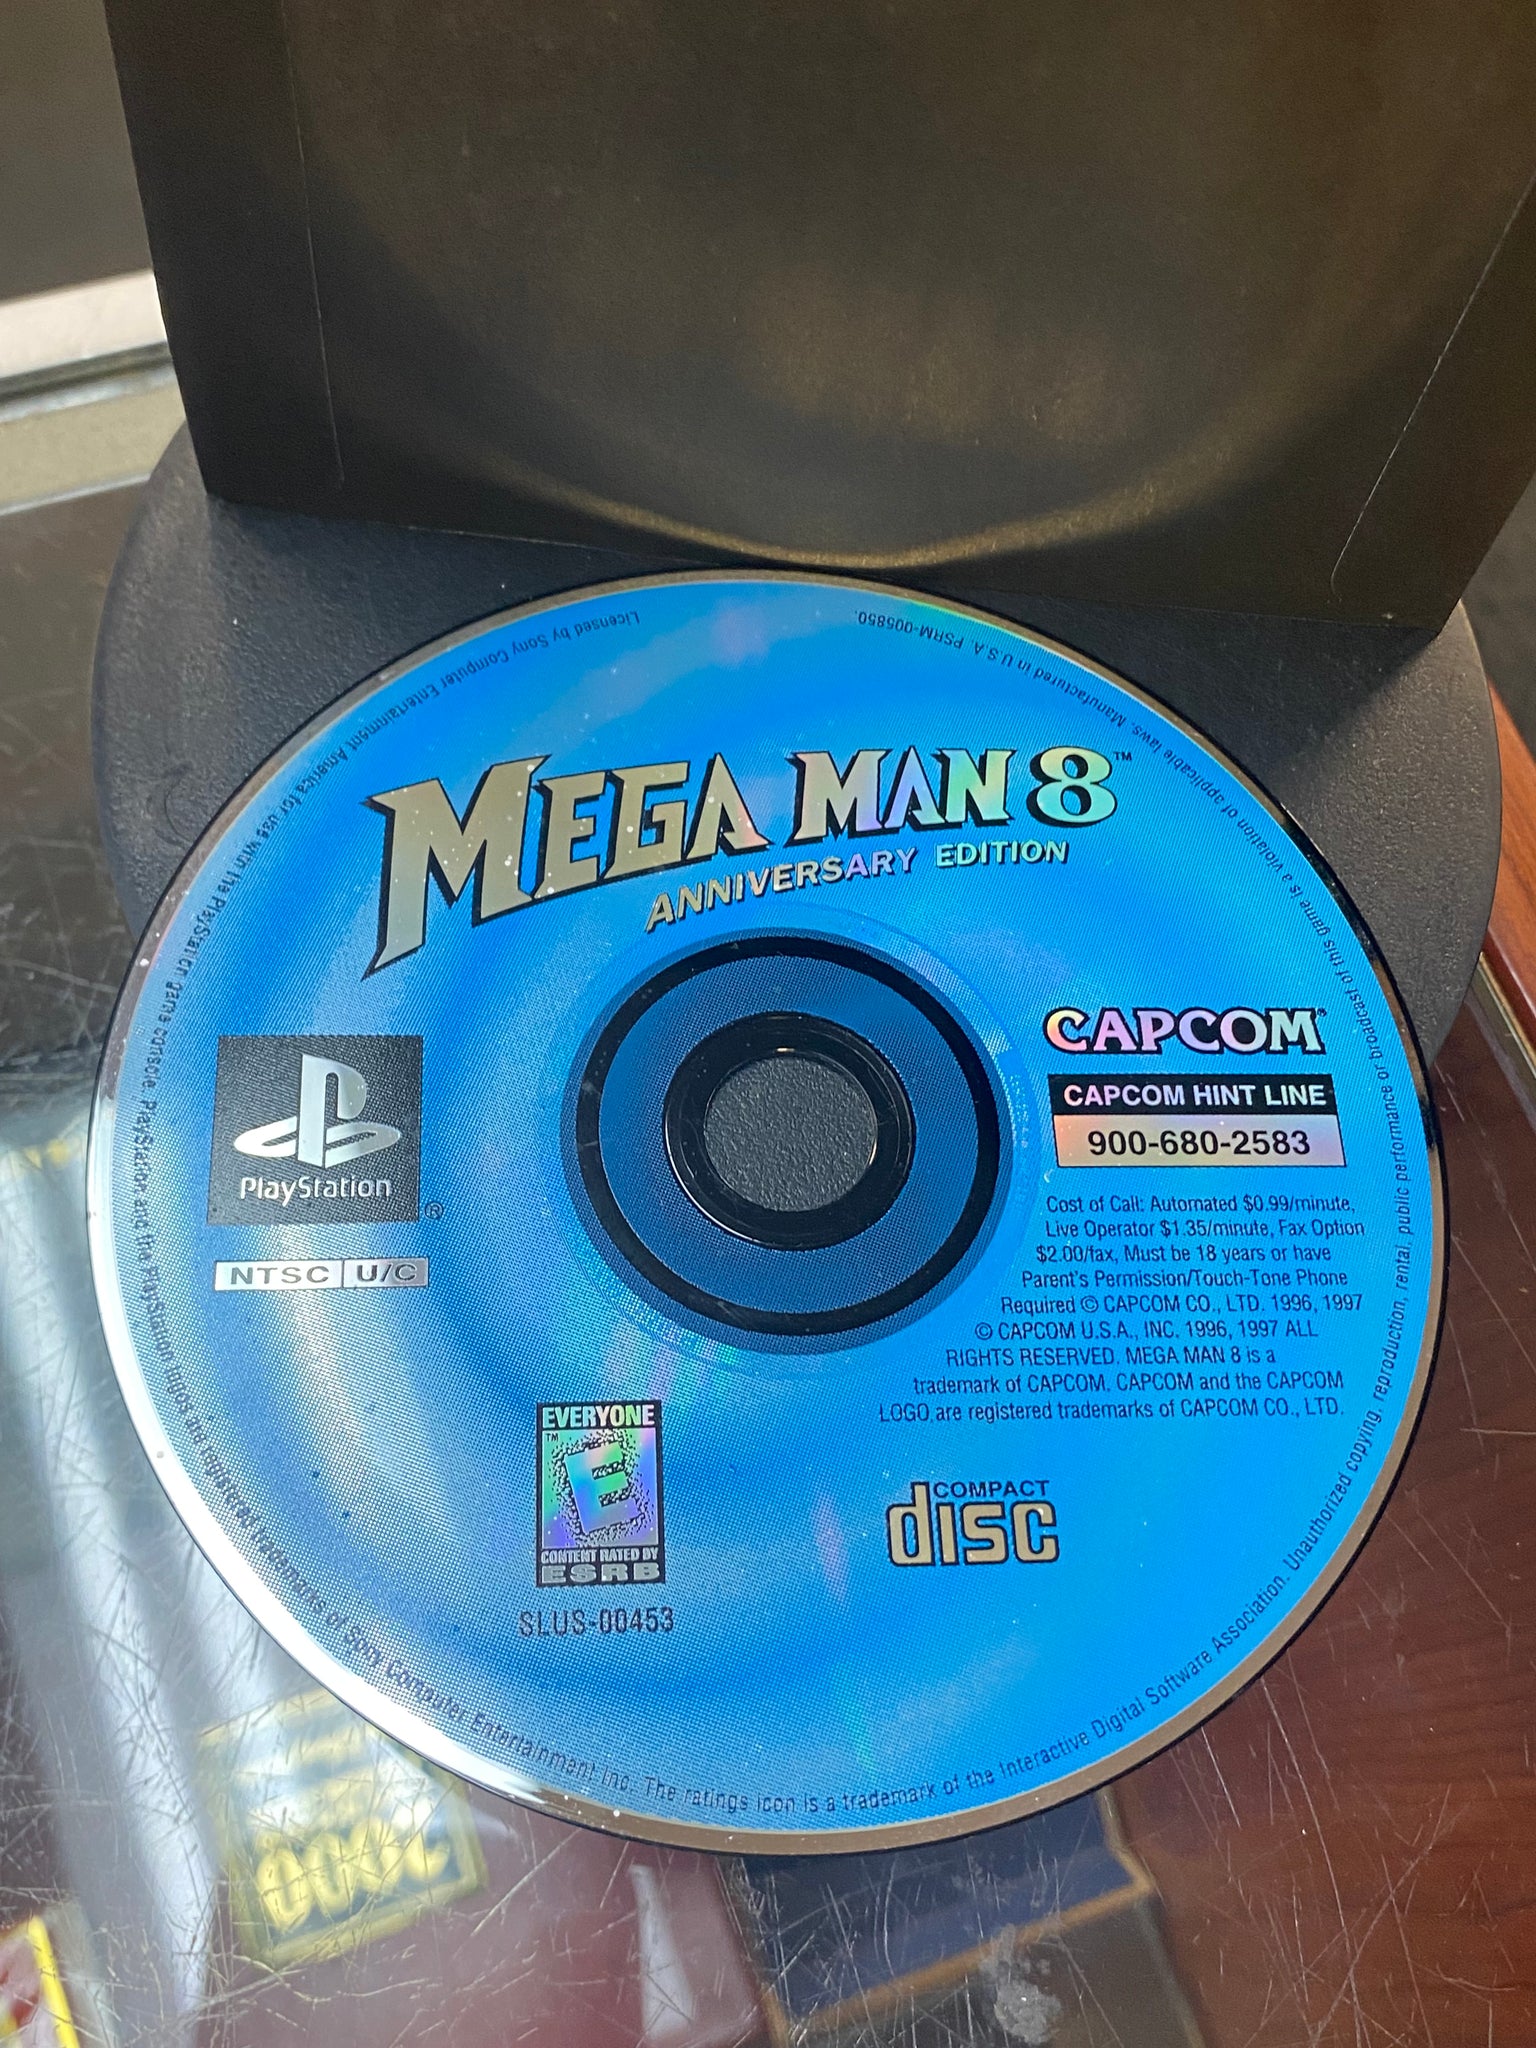 MEGA MAN 8™
ANNIVERSARY EDITION
CAPCOM®
CAPCOM HINT LINE
900-680-2583
Cost of Call: Automated $0.99/minute,
Live Operator $1.35/minute, Fax Option
$2.00/fax, Must be 18 years or have
Parent's Permission/Touch-Tone Phone
Required © CAPCOM CO., LTD. 1996, 1997
© CAPCOM U.S.A., INC. 1996, 1997 ALL
RIGHTS RESERVED. MEGA MAN 8 is a
trademark of CAPCOM. CAPCOM and the CAPCOM
LOGO are registered trademarks of CAPCOM CO., LTD.
PlayStation®
NTSC U/C
EVERYONE
™
E
CONTENT RATED BY
ESRB
SLUS-00453
COMPACT
disc
Licensed by Sony Computer Entertainment America for use with the PlayStation game console. PlayStation and the PlayStation logos are registered trademarks of Sony Computer Entertainment Inc. The ratings icon is a trademark of the Interactive Digital Software Association. Unauthorized copying, reproduction, rental, public performance or broadcast of this game is a violation of applicable laws. Manufactured in U.S.A. PSRM-005850.